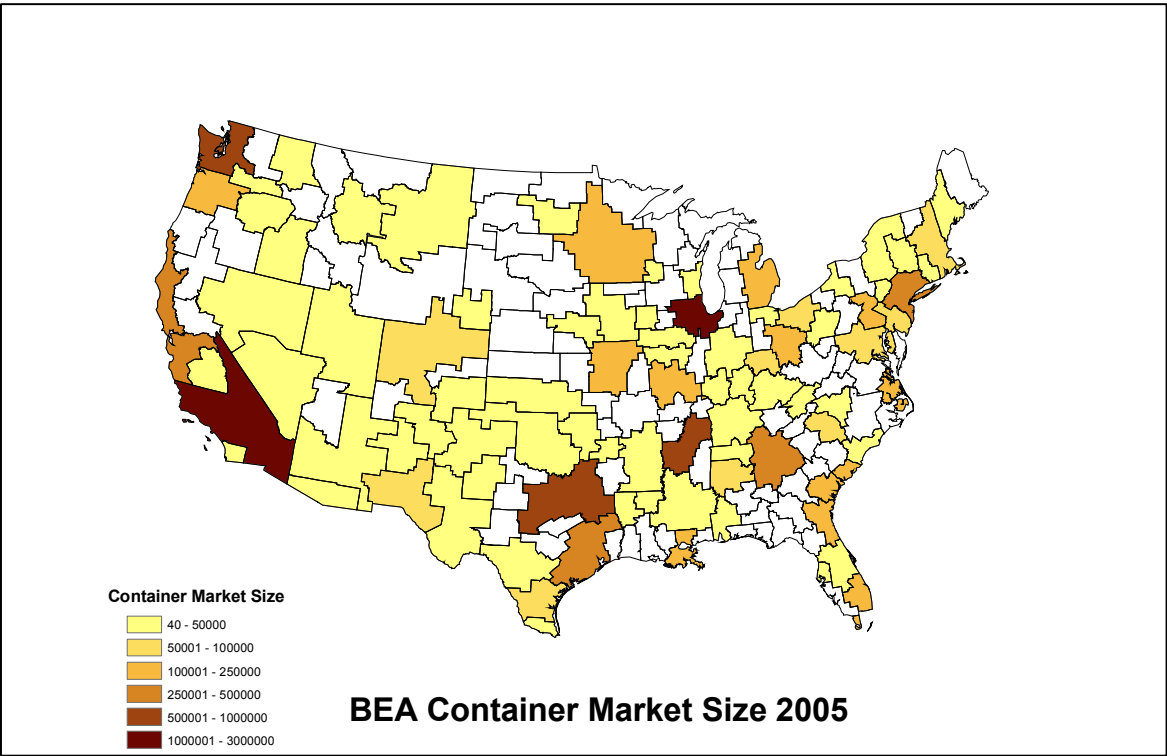 Container Market Size
40 - 50000
50001 - 100000
100001 - 250000
250001 - 500000
500001 - 1000000
1000001 - 3000000
BEA Container Market Size 2005